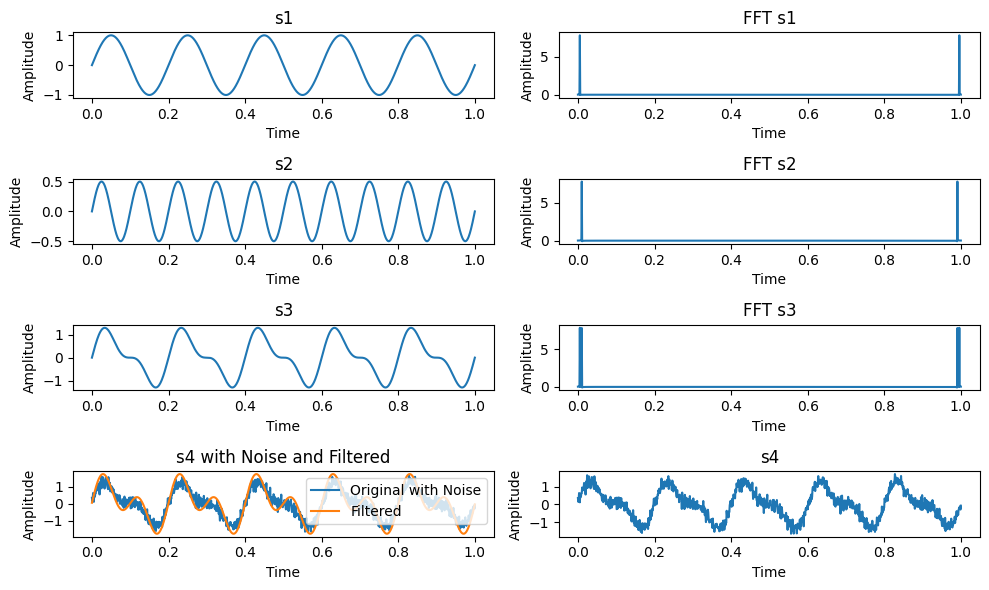 s1
Amplitude
1
0
−1
0.0 0.2 0.4 0.6 0.8 1.0
Time
FFT s1
Amplitude
5
0
0.0 0.2 0.4 0.6 0.8 1.0
Time
s2
Amplitude
0.5
0.0
−0.5
0.0 0.2 0.4 0.6 0.8 1.0
Time
FFT s2
Amplitude
5
0
0.0 0.2 0.4 0.6 0.8 1.0
Time
s3
Amplitude
1
0
−1
0.0 0.2 0.4 0.6 0.8 1.0
Time
FFT s3
Amplitude
5
0
0.0 0.2 0.4 0.6 0.8 1.0
Time
s4 with Noise and Filtered
Amplitude
1
0
−1
Original with Noise
Filtered
0.0 0.2 0.4 0.6 0.8 1.0
Time
s4
Amplitude
1
0
−1
0.0 0.2 0.4 0.6 0.8 1.0
Time